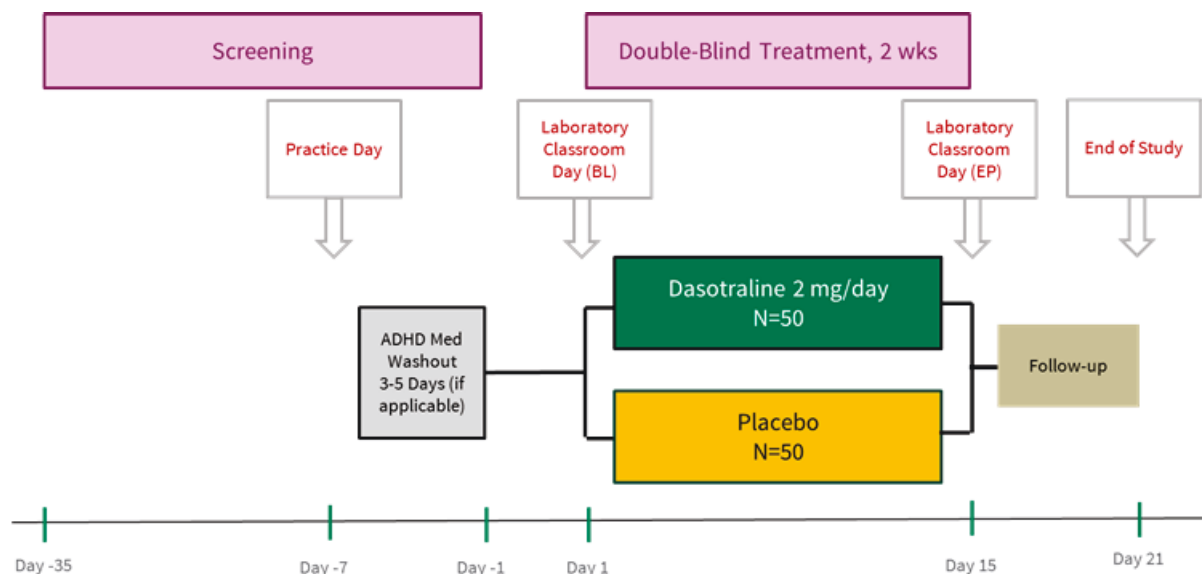 Screening
Double-Blind Treatment, 2 wks
Practice Day
Laboratory
Classroom
Day (BL)
Laboratory
Classroom
Day (EP)
End of Study
ADHD Med
Washout
3-5 Days (if
applicable)
Dasotraline 2 mg/day
N=50
Placebo
N=50
Follow-up
Day -35
Day -7
Day -1
Day 1
Day 15
Day 21